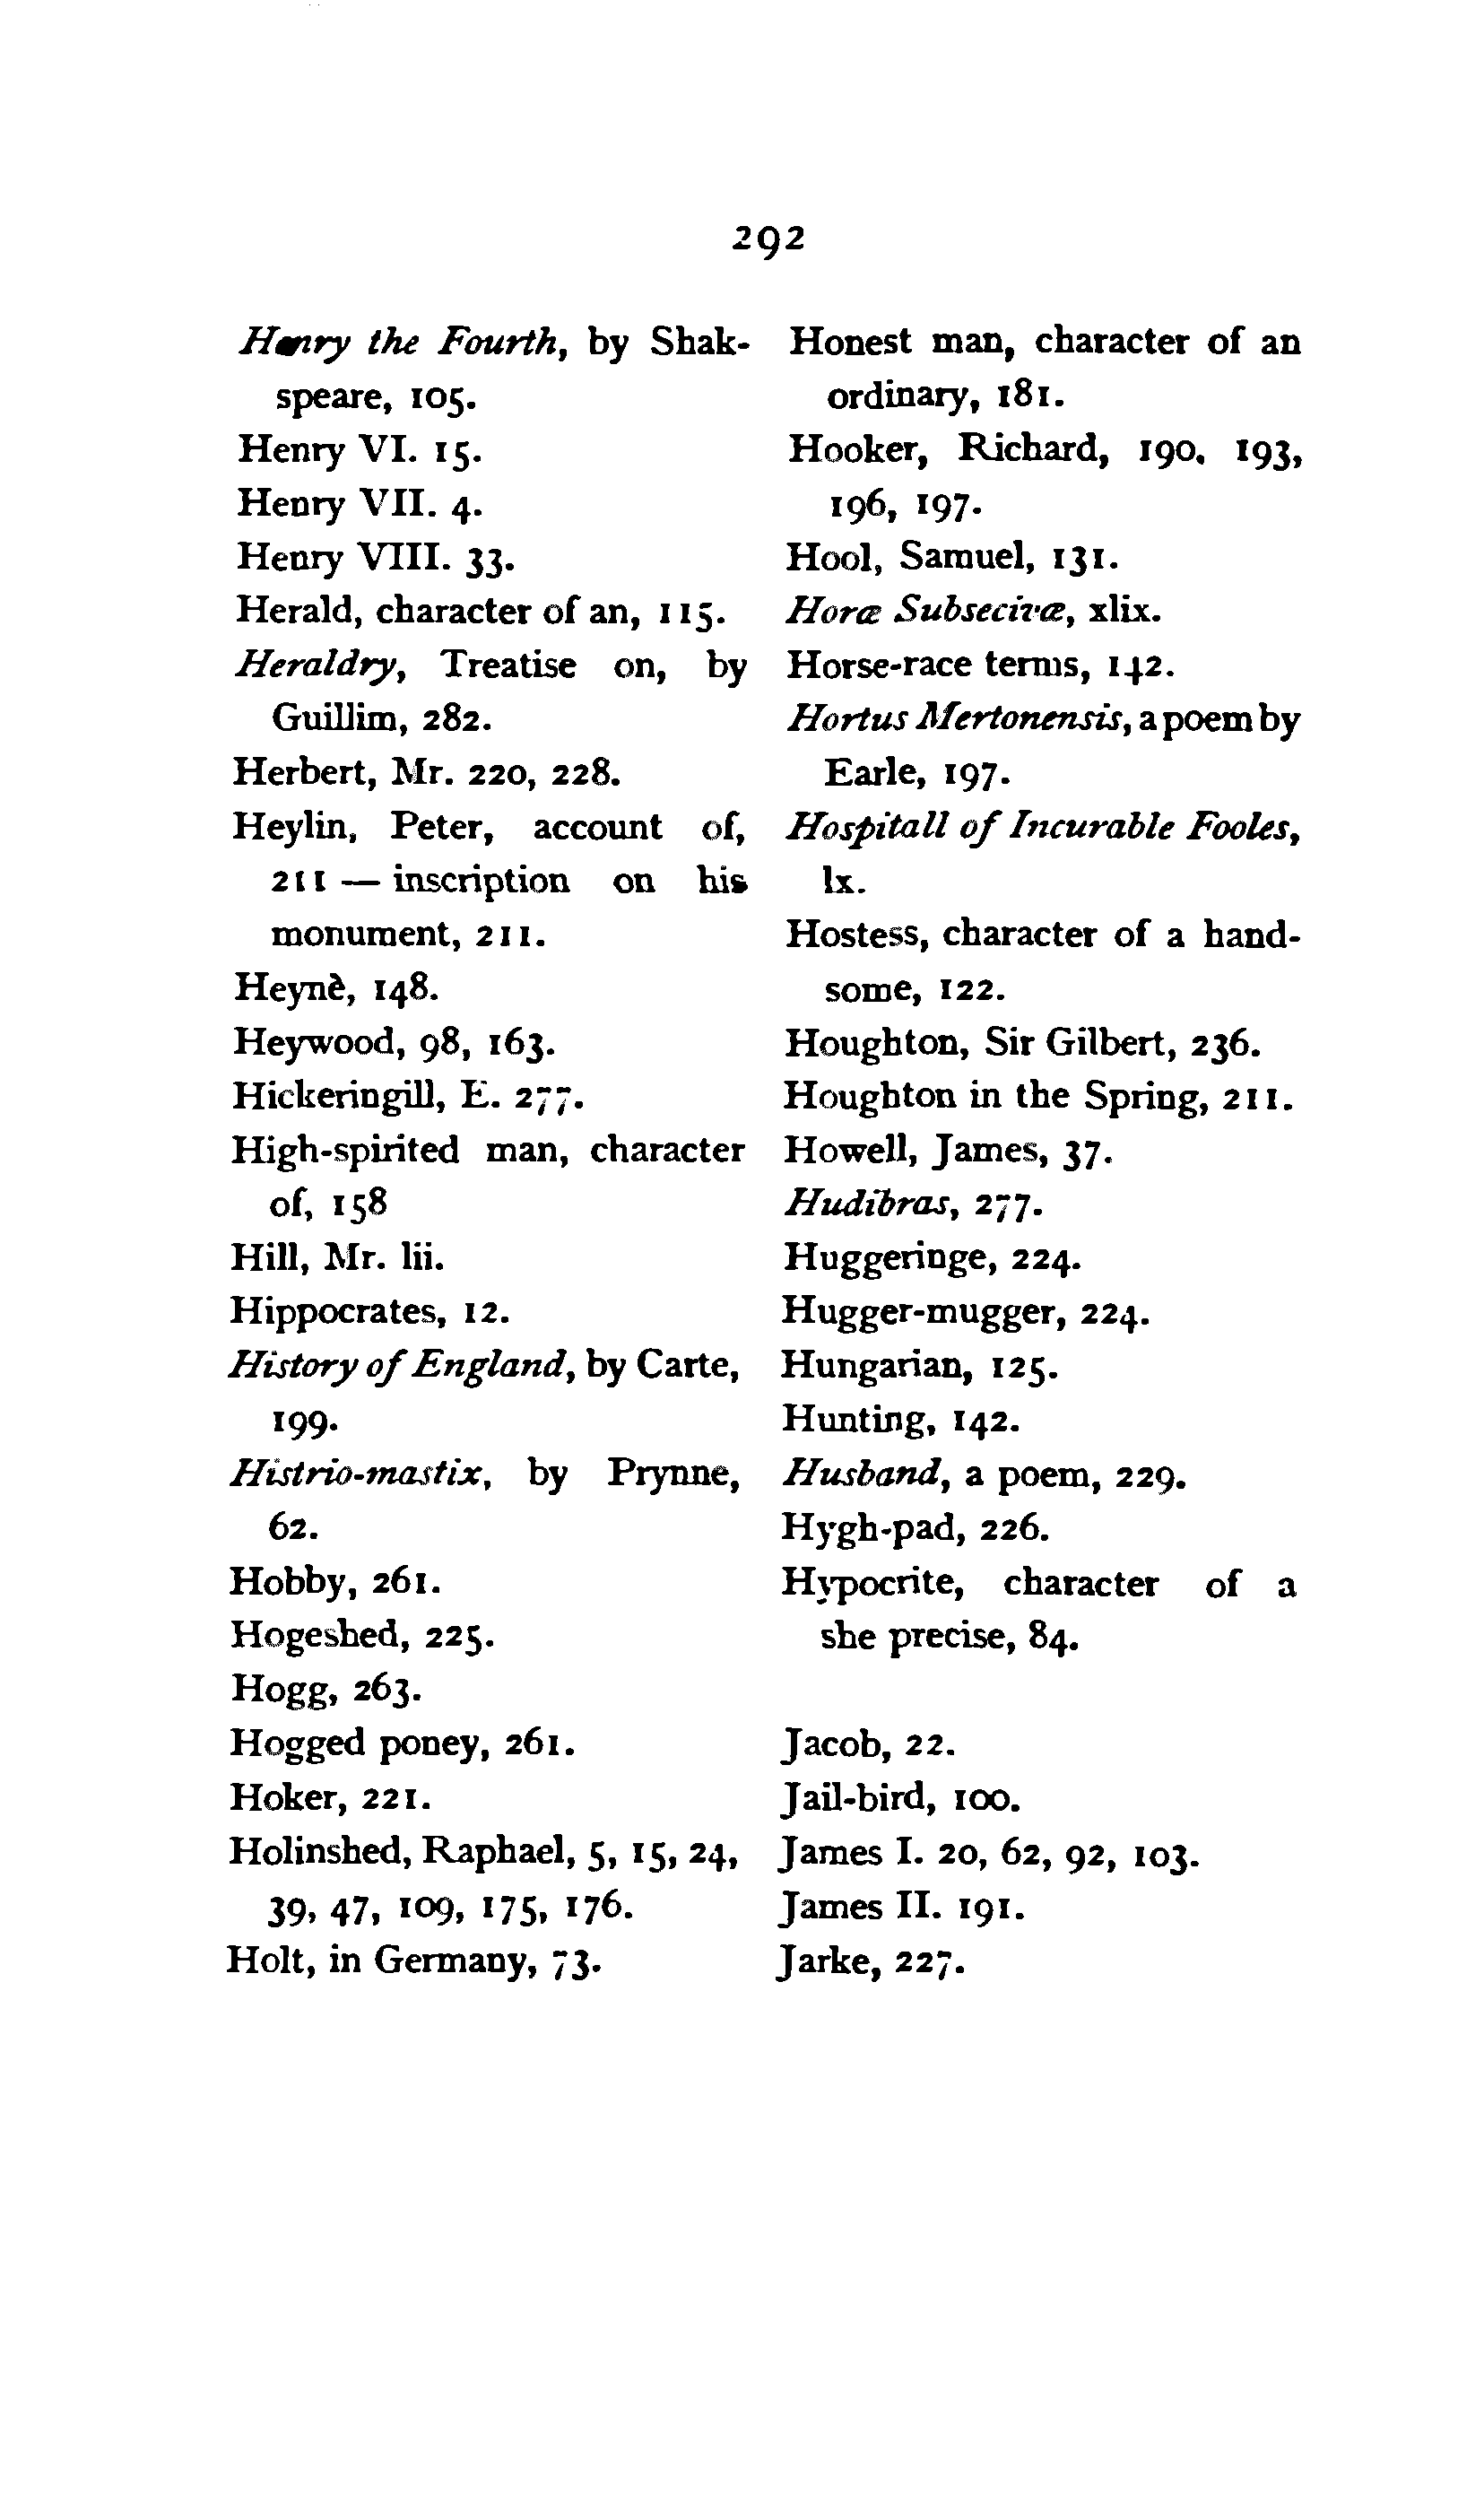 292
Henry the Fourth, by Shak-
speare, 105.
Henry VI. 15.
Henry VII. 4.
Henry VIII. 33.
Herald, character of an, 115.
Heraldry, Treatise on, by
Guillim, 282.
Herbert, Mr. 220, 228.
Heylin, Peter, account of,
211 — inscription on his
monument, 211.
Heynè, 148.
Heywood, 98, 163.
Hickeringill, E. 277.
High-spirited man, character
of, 158
Hill, Mr. lii.
Hippocrates, 12.
History of England, by Carte,
199.
Histrio-mastix, by Prynne,
62.
Hobby, 261.
Hogeshed, 225.
Hogg, 263.
Hogged poney, 261.
Hoker, 221.
Holinshed, Raphael, 5, 15, 24,
39, 47, 109, 175, 176.
Holt, in Germany, 73.
Honest man, character of an
ordinary, 181.
Hooker, Richard, 190, 193,
196, 197.
Hool, Samuel, 131.
Horæ Subsecivæ, xlix.
Horse-race terms, 142.
Hortus Mertonensis, a poem by
Earle, 197.
Hospitall of Incurable Fooles,
lx.
Hostess, character of a hand-
some, 122.
Houghton, Sir Gilbert, 236.
Houghton in the Spring, 211.
Howell, James, 37.
Hudibras, 277.
Huggeringe, 224.
Hugger-mugger, 224.
Hungarian, 125.
Hunting, 142.
Husband, a poem, 229.
Hygh-pad, 226.
Hypocrite, character of a
she precise, 84.
Jacob, 22.
Jail-bird, 100.
James I. 20, 62, 92, 103.
James II. 191.
Jarke, 227.